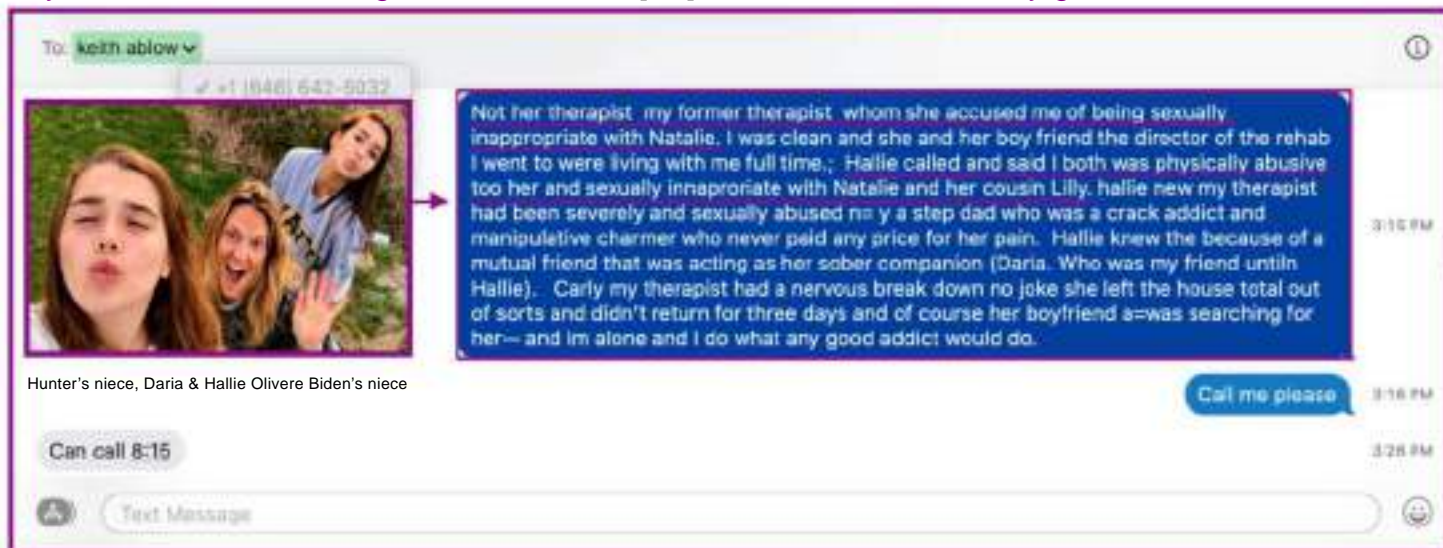 To: keith ablow
Not her therapist my former therapist whom she accused me of being sexually
inappropriate with Natalie. I was clean and she and her boy friend the director of the rehab
I went to were living with me full time.; Hallie called and said I both was physically abusive
too her and sexually innaproriate with Natalie and her cousin Lilly. hallie new my therapist
had been severely and sexually abused n= y a step dad who was a crack addict and
manipulative charmer who never paid any price for her pain. Hallie knew the because of a
mutual friend that was acting as her sober companion (Daria. Who was my friend untiln
Hallie). Carly my therapist had a nervous break down no joke she left the house total out
of sorts and didn't return for three days and of course her boyfriend a=was searching for
her— and im alone and I do what any good addict would do.
3:15 PM
Hunter's niece, Daria & Hallie Olivere Biden's niece
Call me please
3:16 PM
Can call 8:15
3:26 PM
Text Message